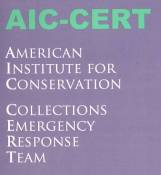 AIC-CERT
AMERICAN
INSTITUTE FOR
CONSERVATION
COLLECTIONS
EMERGENCY
RESPONSE
TEAM